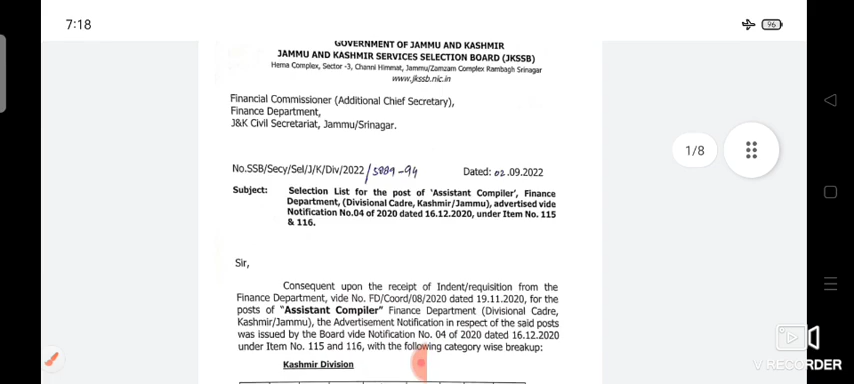 7:18
96
GOVERNMENT OF JAMMU AND KASHMIR
JAMMU AND KASHMIR SERVICES SELECTION BOARD (JKSSB)
Hema Complex, Sector -3, Channi Himmat, Jammu/Zamzam Complex Rambagh Srinagar
www.jkssb.nic.in
Financial Commissioner (Additional Chief Secretary),
Finance Department,
J&K Civil Secretariat, Jammu/Srinagar.
1/8
No.SSB/Secy/Sel/J/K/Div/2022/5889-94 Dated: 02.09.2022
Subject: Selection List for the post of 'Assistant Compiler', Finance
Department, (Divisional Cadre, Kashmir/Jammu), advertised vide
Notification No.04 of 2020 dated 16.12.2020, under Item No. 115
& 116.
Sir,
Consequent upon the receipt of Indent/requisition from the
Finance Department, vide No. FD/Coord/08/2020 dated 19.11.2020, for the
posts of "Assistant Compiler" Finance Department (Divisional Cadre,
Kashmir/Jammu), the Advertisement Notification in respect of the said posts
was issued by the Board vide Notification No. 04 of 2020 dated 16.12.2020
under Item No. 115 and 116, with the following category wise breakup:
Kashmir Division
V RECORDER